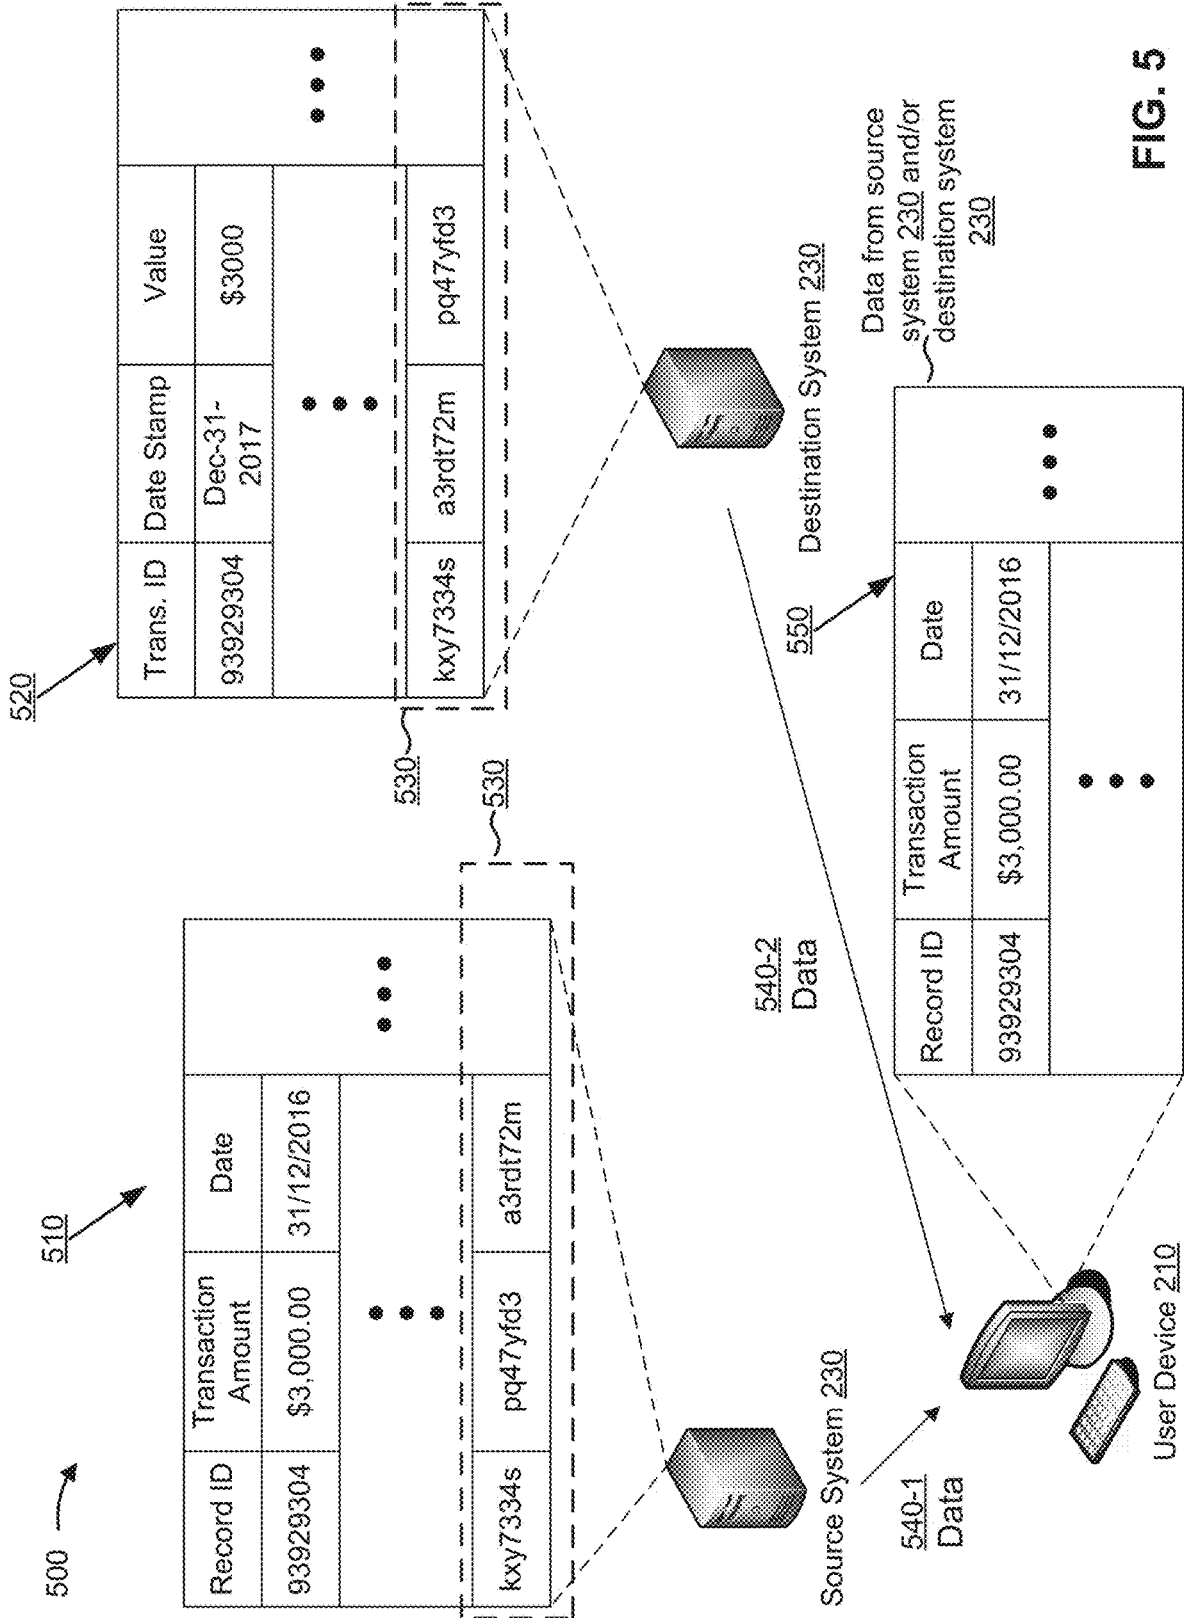 500
510
Record ID
Transaction
Amount
Date
93929304
$3,000.00
31/12/2016
kxy7334s
pq47yfd3
a3rdt72m
530
Source System 230
540-1
Data
520
Trans. ID
Date Stamp
Value
93929304
Dec-31-
2017
$3000
kxy7334s
a3rdt72m
pq47yfd3
530
Destination System 230
540-2
Data
User Device 210
550
Record ID
Transaction
Amount
Date
93929304
$3,000.00
31/12/2016
Data from source
system 230 and/or
destination system
230
FIG. 5